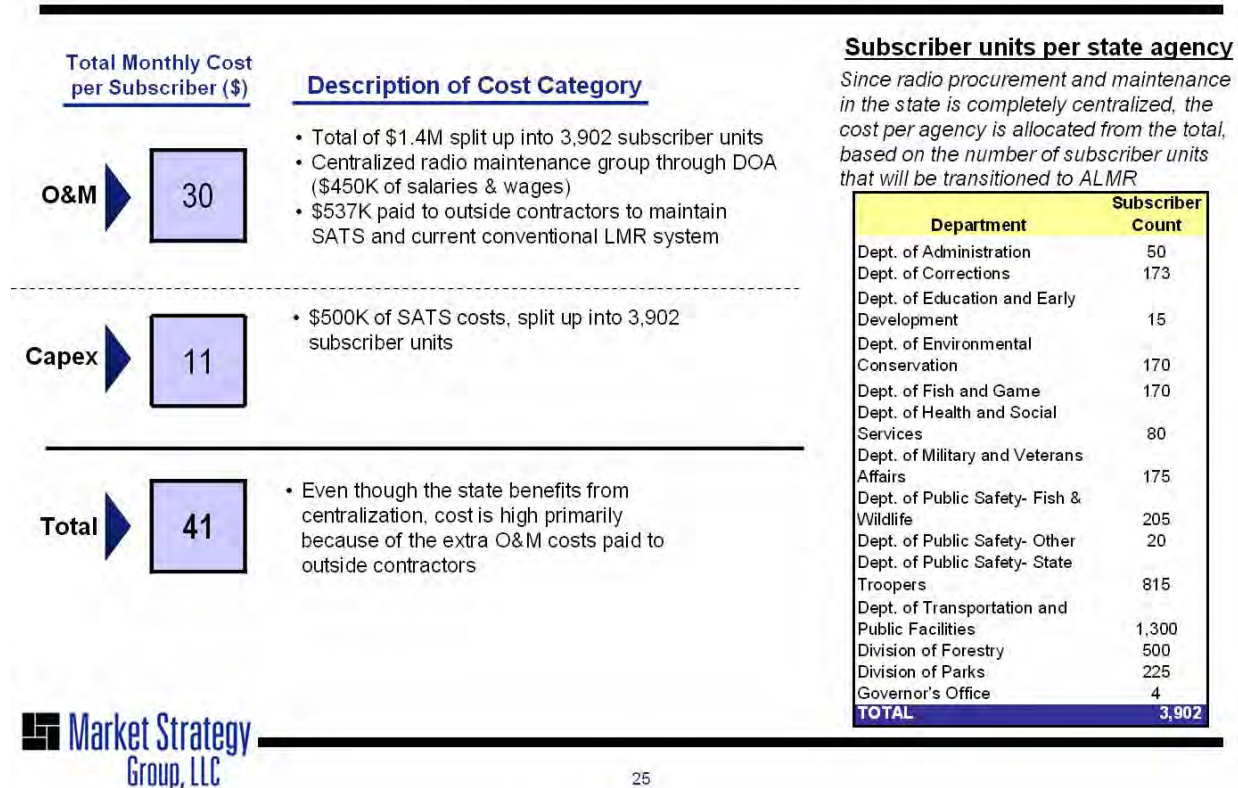 Total Monthly Cost
per Subscriber ($)
Description of Cost Category
O&M
30
• Total of $1.4M split up into 3,902 subscriber units
• Centralized radio maintenance group through DOA
($450K of salaries & wages)
• $537K paid to outside contractors to maintain
SATS and current conventional LMR system
Capex
11
• $500K of SATS costs, split up into 3,902
subscriber units
Total
41
• Even though the state benefits from
centralization, cost is high primarily
because of the extra O&M costs paid to
outside contractors
Subscriber units per state agency
Since radio procurement and maintenance
in the state is completely centralized, the
cost per agency is allocated from the total,
based on the number of subscriber units
that will be transitioned to ALMR
Subscriber
Department Count
Dept. of Administration 50
Dept. of Corrections 173
Dept. of Education and Early
Development 15
Dept. of Environmental
Conservation 170
Dept. of Fish and Game 170
Dept. of Health and Social
Services 80
Dept. of Military and Veterans
Affairs 175
Dept. of Public Safety- Fish &
Wildlife 205
Dept. of Public Safety- Other 20
Dept. of Public Safety- State
Troopers 815
Dept. of Transportation and
Public Facilities 1,300
Division of Forestry 500
Division of Parks 225
Governor's Office 4
TOTAL 3,902
Market Strategy
Group, LLC
25